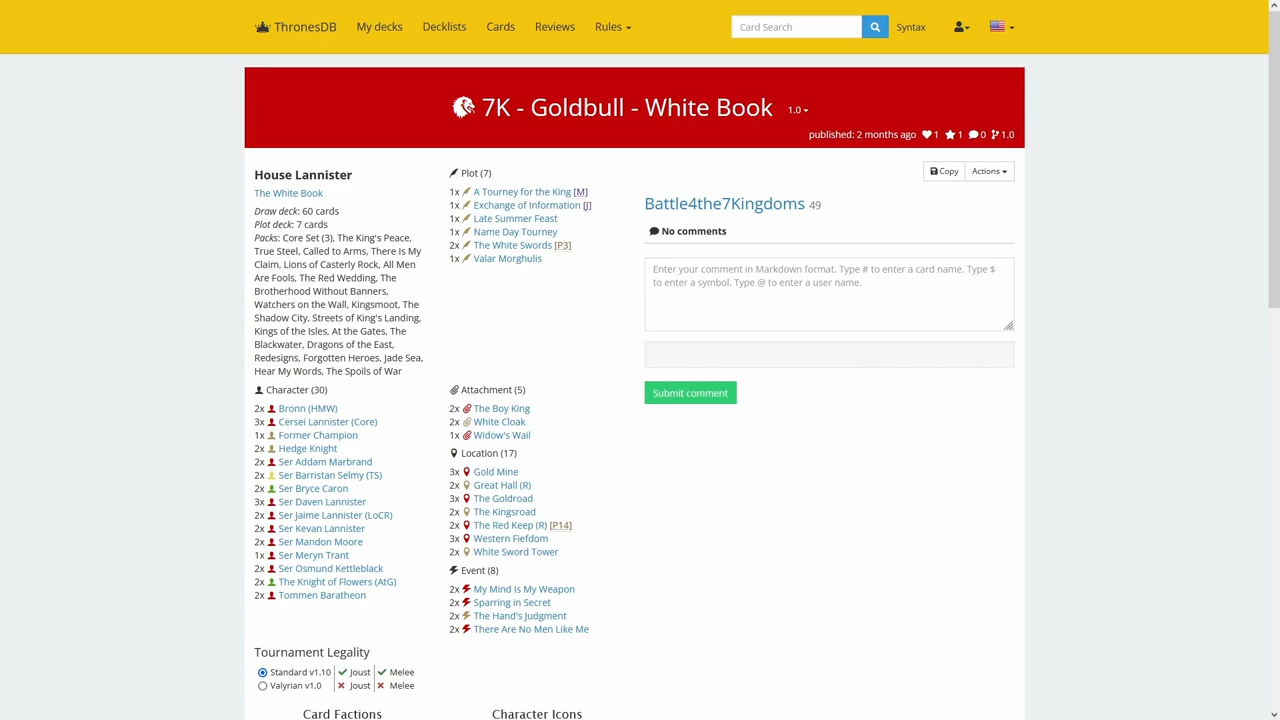 ThronesDB My decks Decklists Cards Reviews Rules Card Search Syntax
7K - Goldbull - White Book 1.0
published: 2 months ago 1 1 0 1.0
House Lannister
The White Book
Draw deck: 60 cards
Plot deck: 7 cards
Packs: Core Set (3), The King's Peace,
True Steel, Called to Arms, There Is My
Claim, Lions of Casterly Rock, All Men
Are Fools, The Red Wedding, The
Brotherhood Without Banners,
Watchers on the Wall, Kingsmoot, The
Shadow City, Streets of King's Landing,
Kings of the Isles, At the Gates, The
Blackwater, Dragons of the East,
Redesigns, Forgotten Heroes, Jade Sea,
Hear My Words, The Spoils of War
Plot (7)
1x A Tourney for the King [M]
1x Exchange of Information [J]
1x Late Summer Feast
1x Name Day Tourney
2x The White Swords [P3]
1x Valar Morghulis
Copy Actions
Battle4the7Kingdoms 49
No comments
Enter your comment in Markdown format. Type # to enter a card name. Type $
to enter a symbol. Type @ to enter a user name.
Submit comment
Character (30)
2x Bronn (HMW)
3x Cersei Lannister (Core)
1x Former Champion
2x Hedge Knight
2x Ser Addam Marbrand
2x Ser Barristan Selmy (TS)
2x Ser Bryce Caron
3x Ser Daven Lannister
2x Ser Jaime Lannister (LoCR)
2x Ser Kevan Lannister
2x Ser Mandon Moore
1x Ser Meryn Trant
2x Ser Osmund Kettleblack
2x The Knight of Flowers (AtG)
2x Tommen Baratheon
Attachment (5)
2x The Boy King
2x White Cloak
1x Widow's Wail
Location (17)
3x Gold Mine
2x Great Hall (R)
3x The Goldroad
2x The Kingsroad
2x The Red Keep (R) [P14]
3x Western Fiefdom
2x White Sword Tower
Event (8)
2x My Mind Is My Weapon
2x Sparring in Secret
2x The Hand's Judgment
2x There Are No Men Like Me
Tournament Legality
Standard v1.10 Joust Melee
Valyrian v1.0 Joust Melee
Card Factions Character Icons